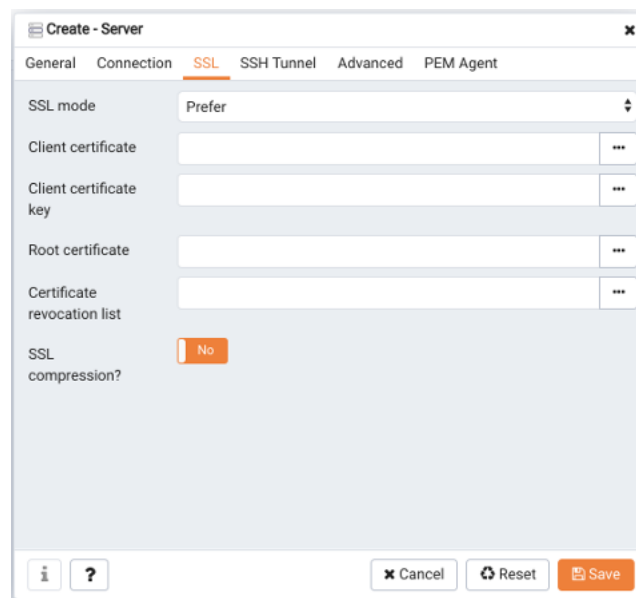 Create - Server
General Connection SSL SSH Tunnel Advanced PEM Agent
SSL mode Prefer
Client certificate
Client certificate
key
Root certificate
Certificate
revocation list
SSL No
compression?
i ? Cancel Reset Save